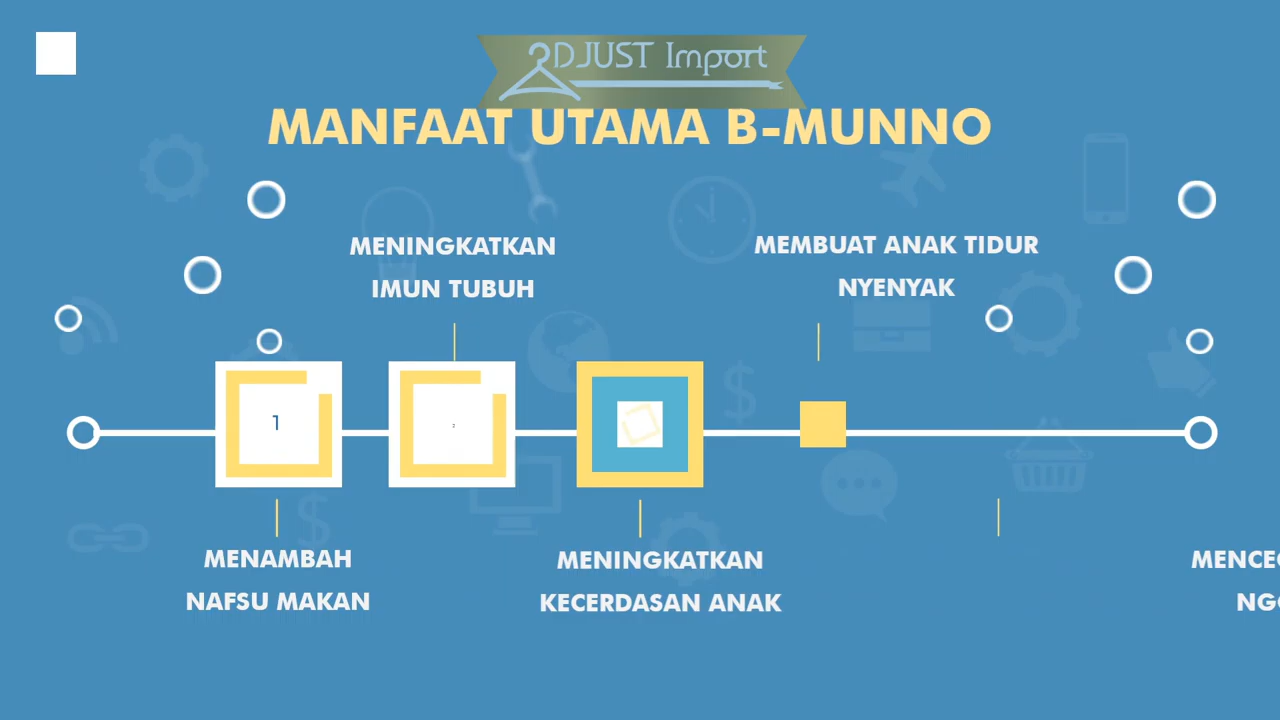 DJUST Import
MANFAAT UTAMA B-MUNNO
MENINGKATKAN
IMUN TUBUH
MEMBUAT ANAK TIDUR
NYENYAK
1
2
MENAMBAH
NAFSU MAKAN
MENINGKATKAN
KECERDASAN ANAK